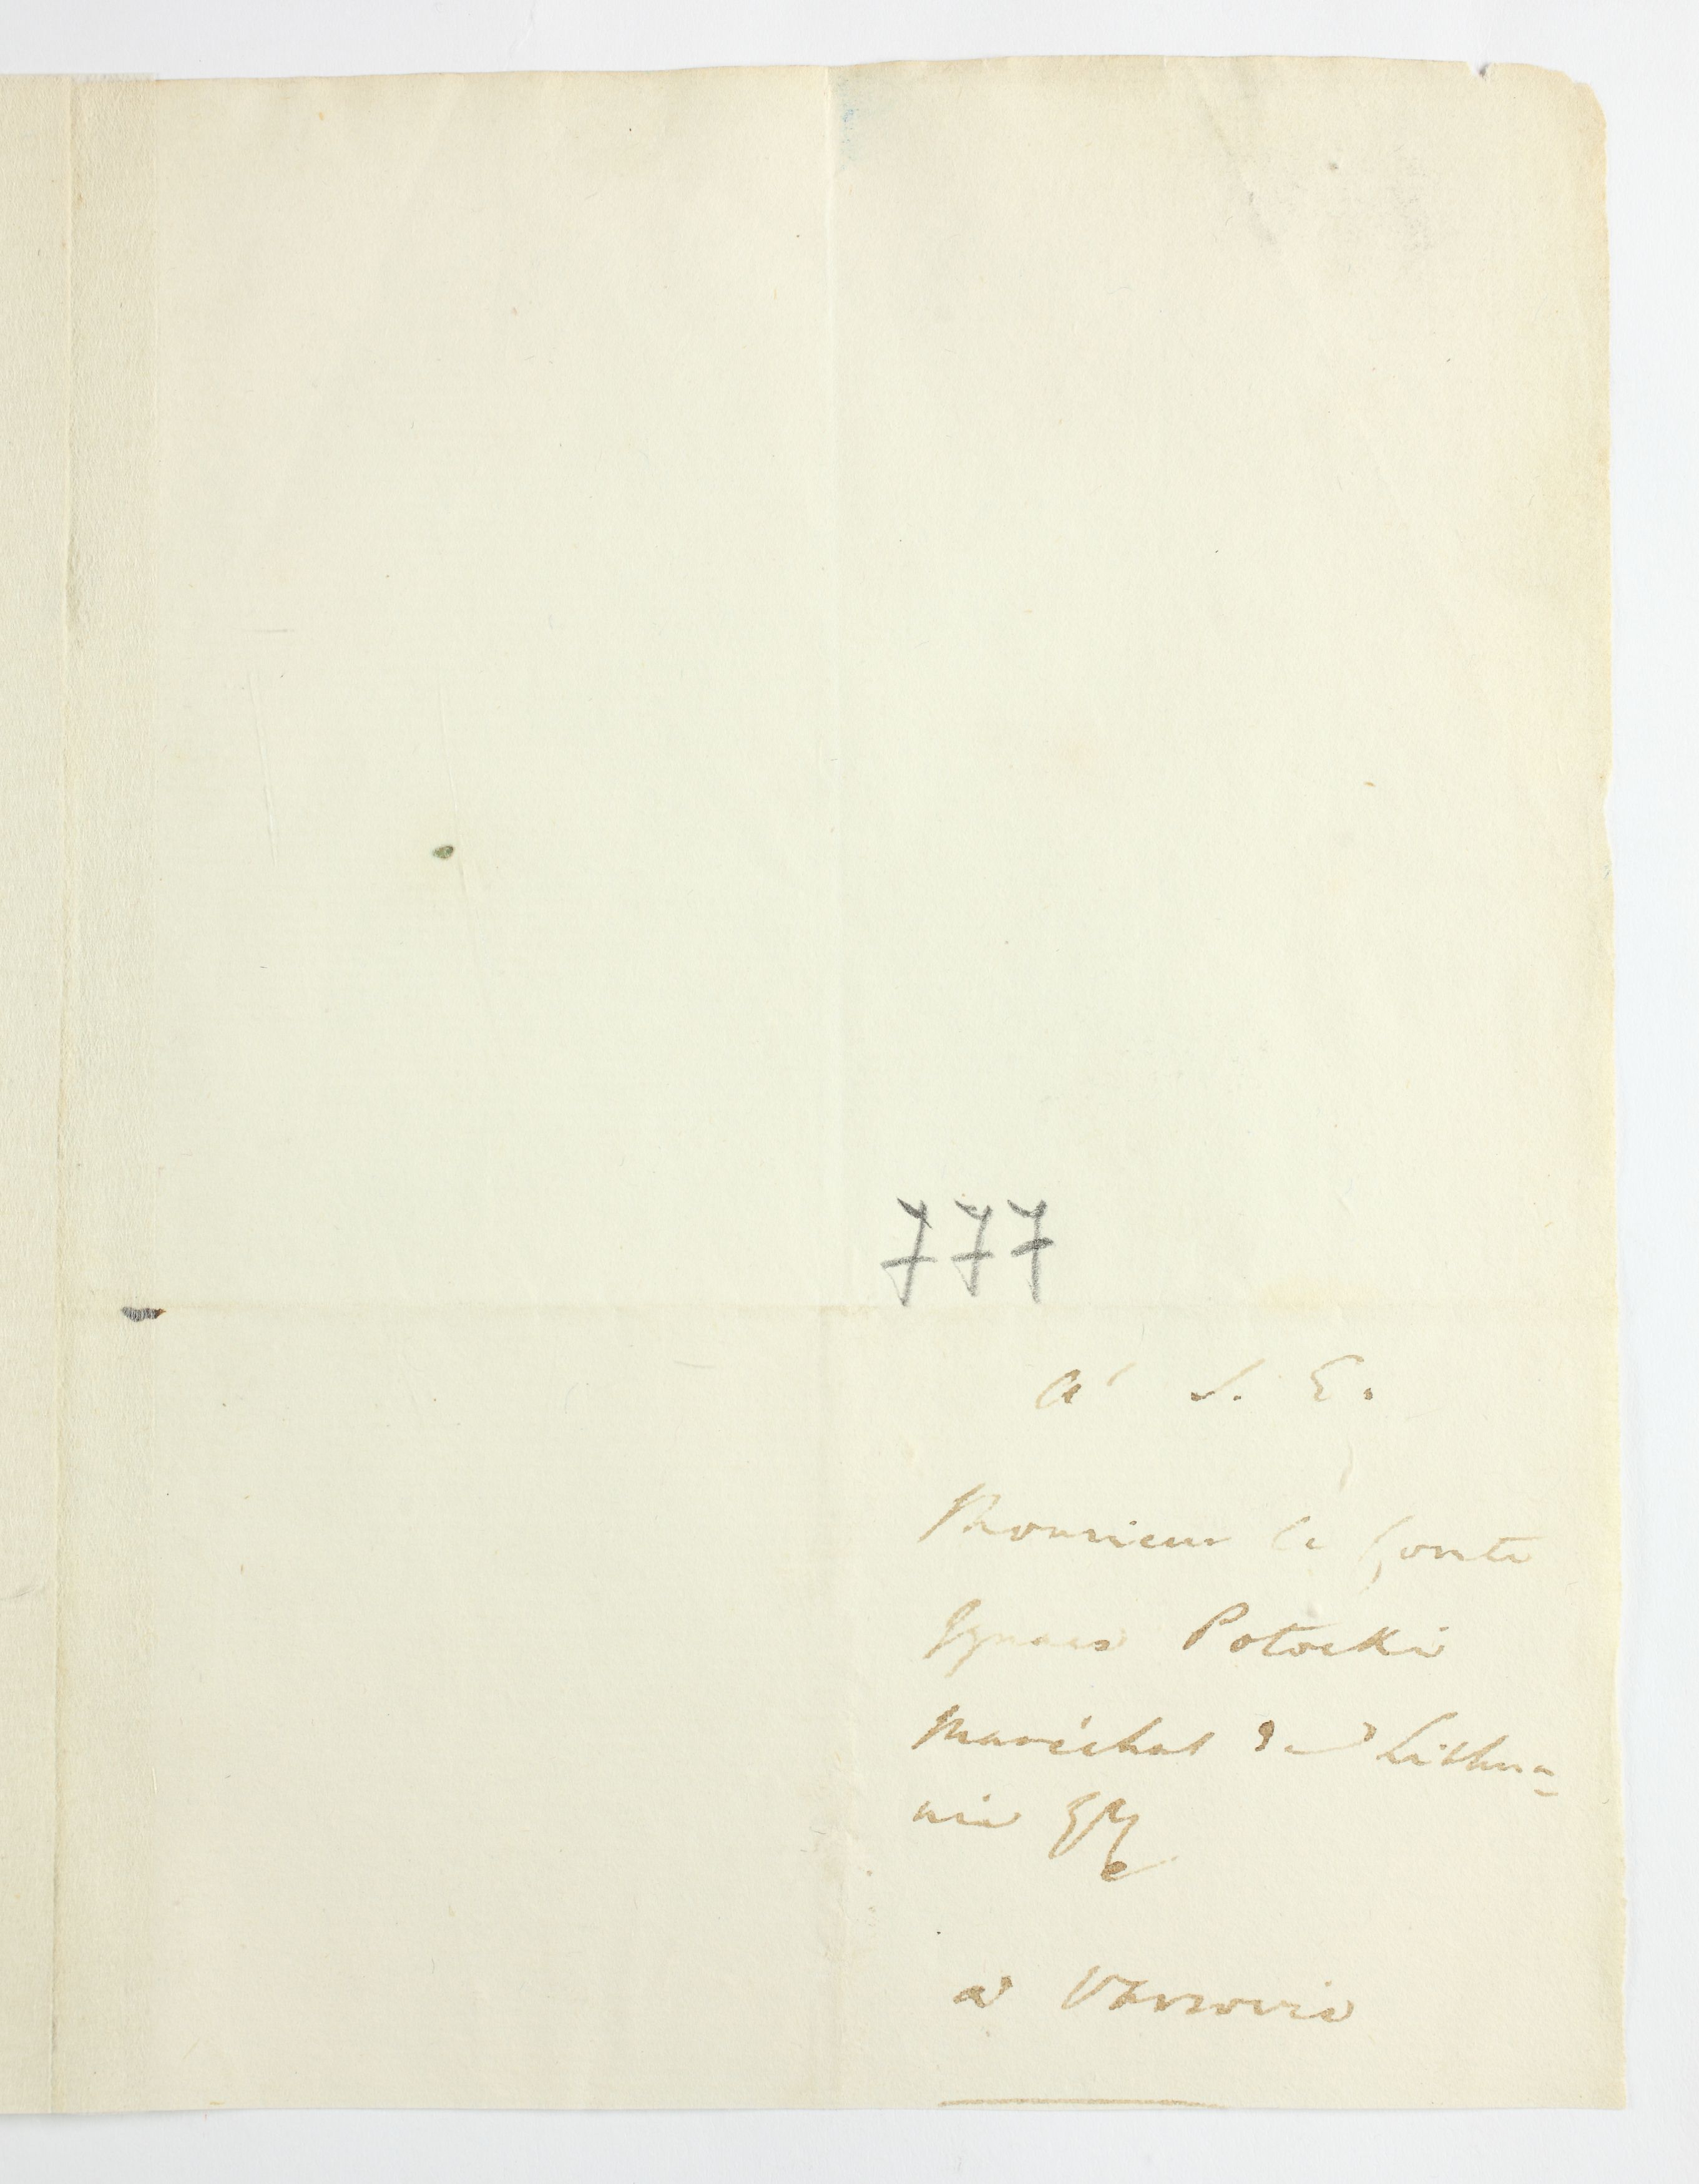 777
à S. E.
Monsieur le Comte
Ignace Potocki
Maréchal de Lithua=
nie
à Varsovie